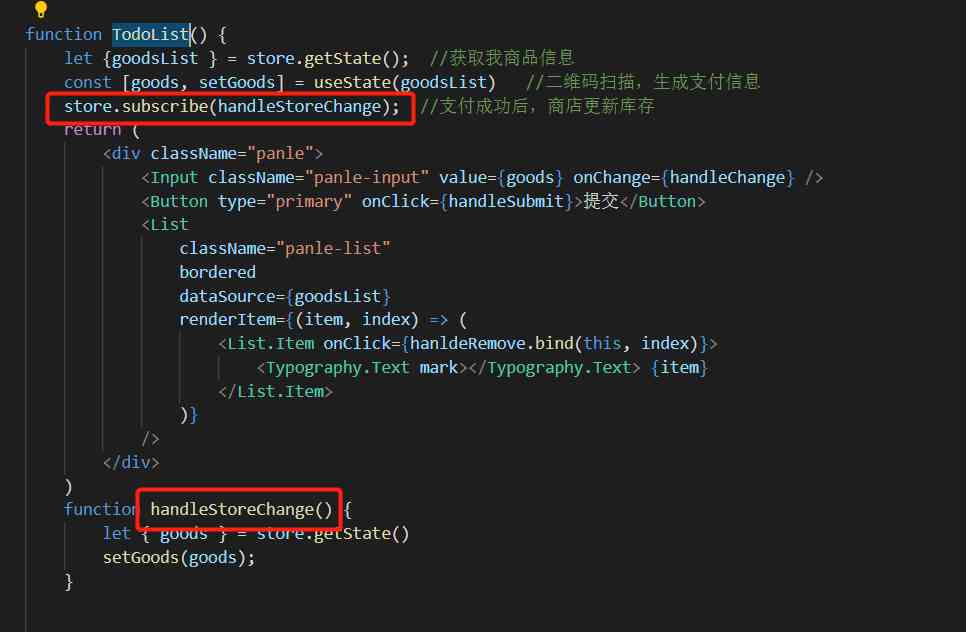 function TodoList() {
let {goodsList } = store.getState(); //获取我商品信息
const [goods, setGoods] = useState(goodsList) //二维码扫描，生成支付信息
store.subscribe(handleStoreChange); //支付成功后，商店更新库存
return (
<div className="panle">
<Input className="panle-input" value={goods} onChange={handleChange} />
<Button type="primary" onClick={handleSubmit}>提交</Button>
<List
className="panle-list"
bordered
dataSource={goodsList}
renderItem={(item, index) => (
<List.Item onClick={hanldeRemove.bind(this, index)}>
<Typography.Text mark></Typography.Text> {item}
</List.Item>
)}
/>
</div>
)
function handleStoreChange() {
let { goods } = store.getState()
setGoods(goods);
}